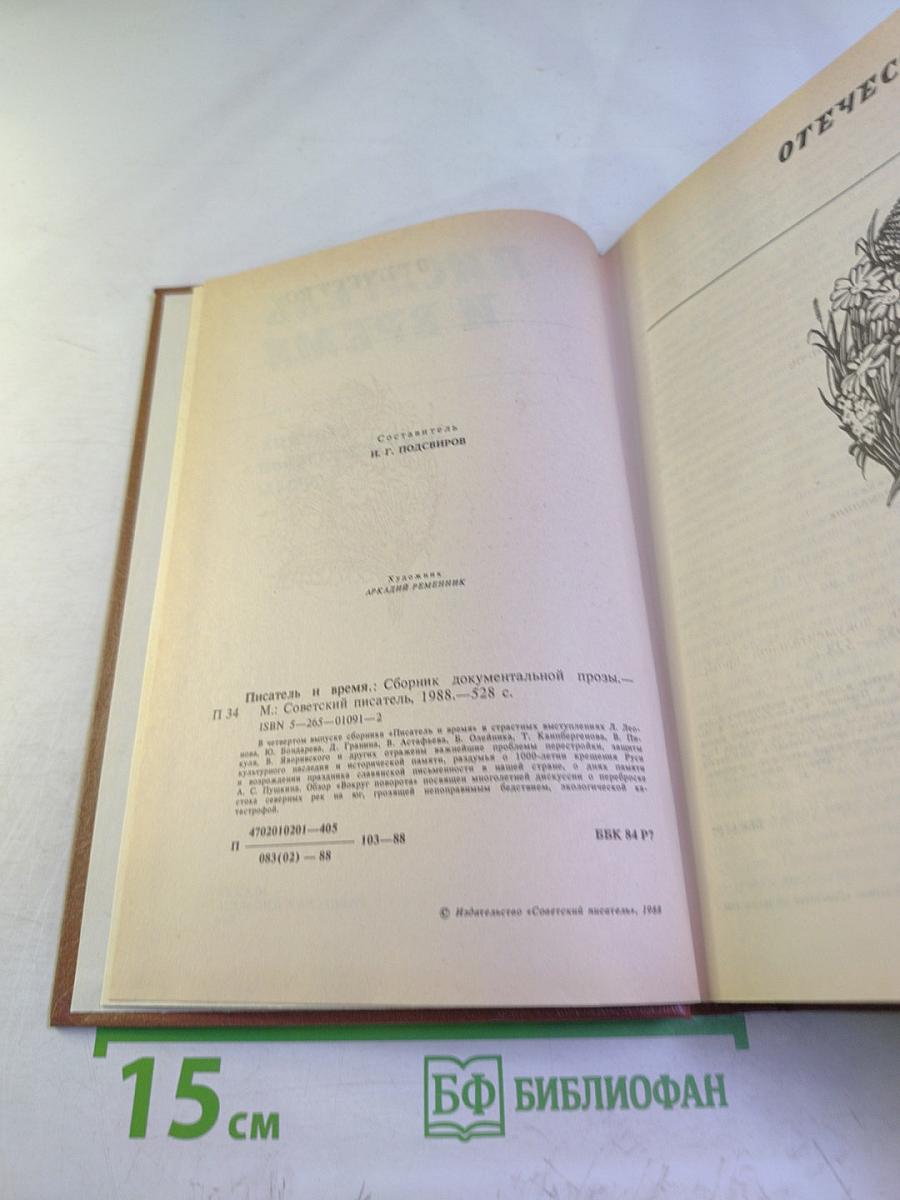 Составитель
И. Г. ПОДСВИРОВ
Художник
АРКАДИЙ РЕМЕННИК
Писатель и время.: Сборник документальной прозы.—
П 34 М.: Советский писатель, 1988.—528 с.
ISBN 5—265—01091—2
В четвертом выпуске сборника «Писатель и время» в страстных выступлениях Л. Лео-
нова, Ю. Бондарева, Д. Гранина, В. Астафьева, Б. Олейника, Т. Каипбергенова, В. Пе-
кула, В. Яворивского и других отражены важнейшие проблемы перестройки, защиты
культурного наследия и исторической памяти, раздумья о 1000-летии крещения Руси
и возрождении праздника славянской письменности в нашей стране, о днях памяти
А. С. Пушкина. Обзор «Вокруг поворота» посвящен многолетней дискуссии о переброске
стока северных рек на юг, грозящей непоправимым бедствием, экологической ка-
тастрофой.
П 4702010201—405 103—88 ББК 84 Р7
083(02) — 88
© Издательство «Советский писатель», 1988
ОТЕЧЕС
15 см
БФ БИБЛИОФАН